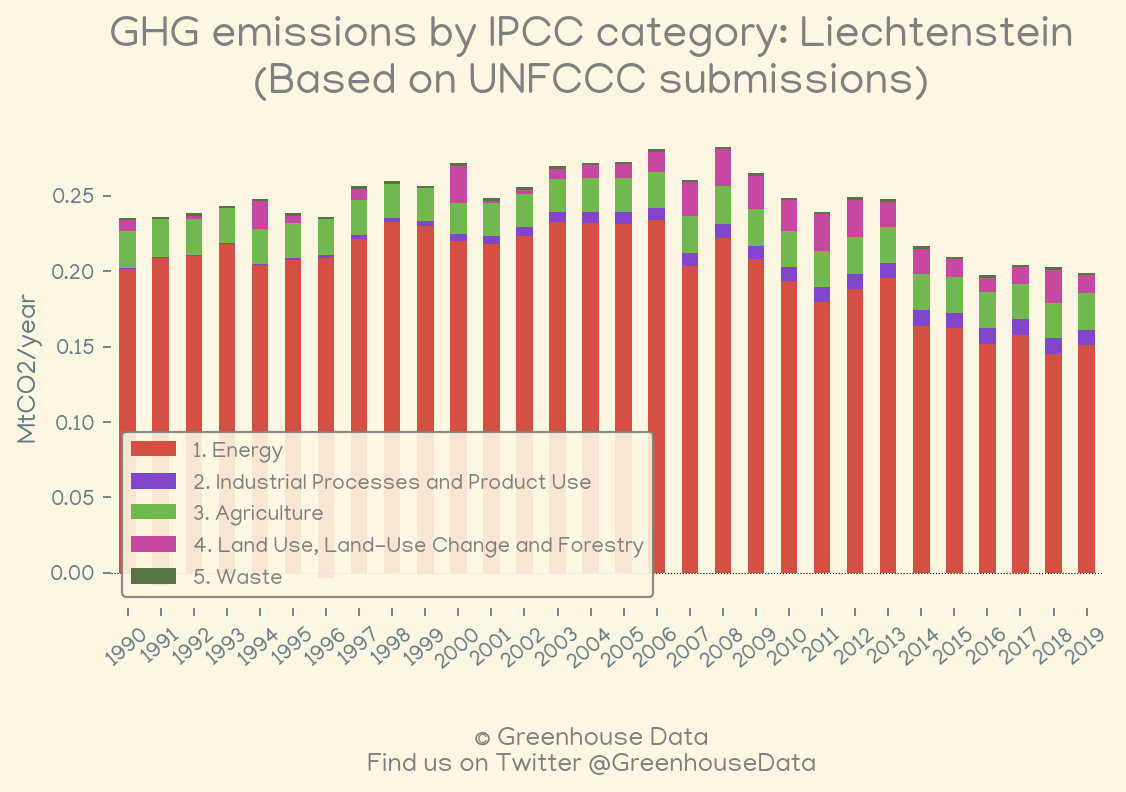 GHG emissions by IPCC category: Liechtenstein
(Based on UNFCCC submissions)
MtCO2/year
0.25
0.20
0.15
0.10
0.05
0.00
1. Energy
2. Industrial Processes and Product Use
3. Agriculture
4. Land Use, Land-Use Change and Forestry
5. Waste
1990 1991 1992 1993 1994 1995 1996 1997 1998 1999 2000 2001 2002 2003 2004 2005 2006 2007 2008 2009 2010 2011 2012 2013 2014 2015 2016 2017 2018 2019
© Greenhouse Data
Find us on Twitter @GreenhouseData